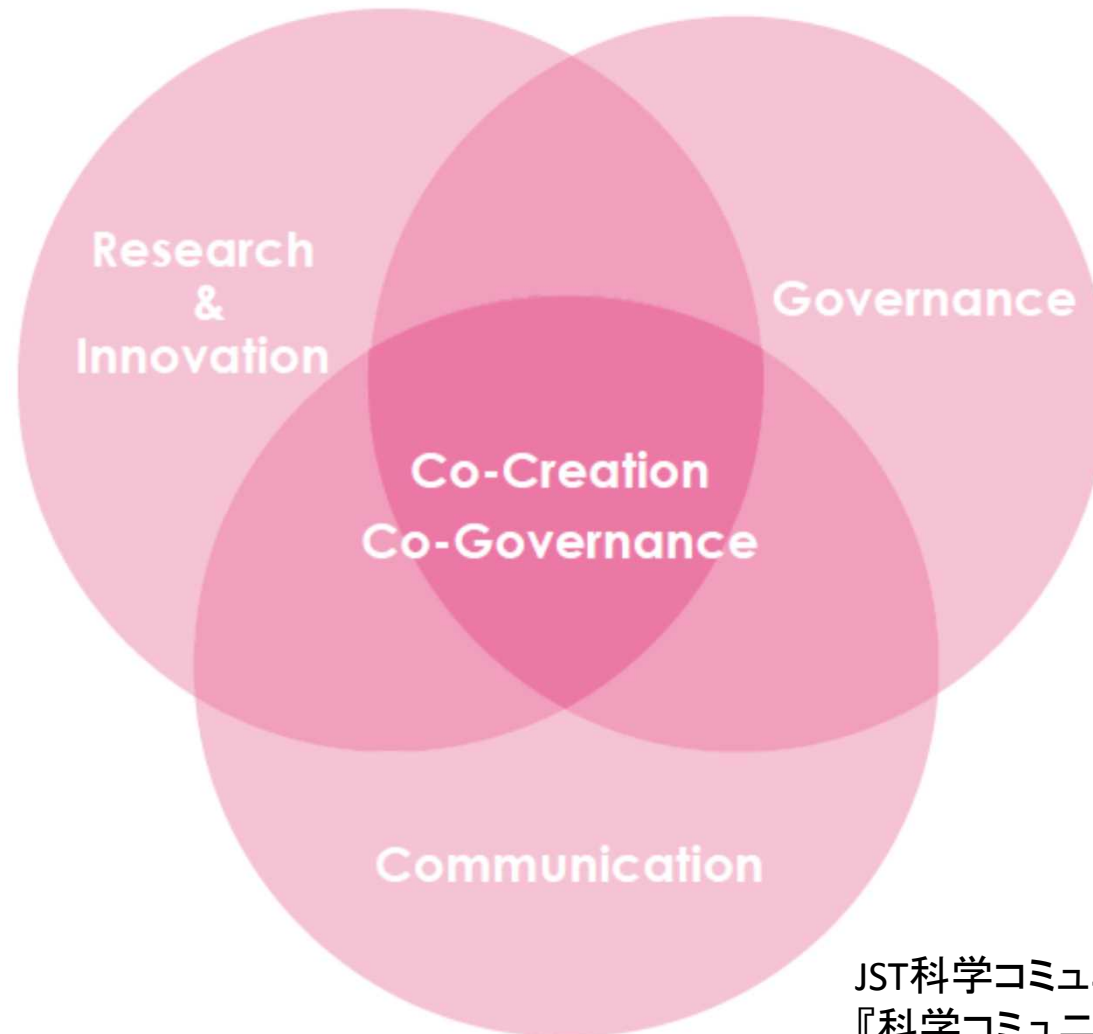 Research
&
Innovation
Governance
Co-Creation
Co-Governance
Communication
JST科学コミュ
『科学コミュニ